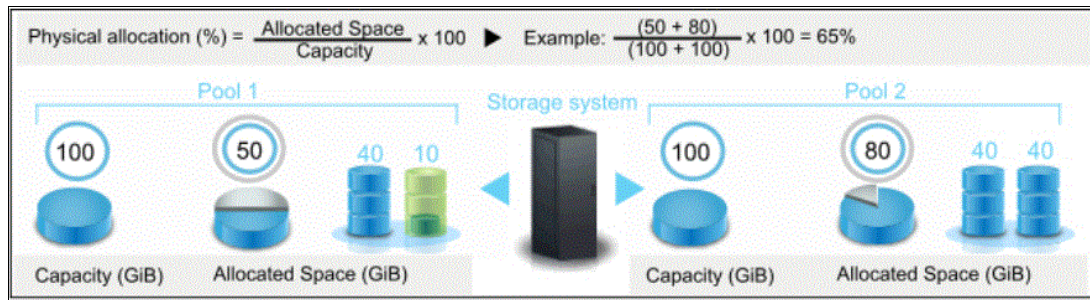 Physical allocation (%) = Allocated Space / Capacity x 100 ▶ Example: (50 + 80) / (100 + 100) x 100 = 65%
Pool 1
Storage system
Pool 2
100
50
40 10
100
80
40 40
Capacity (GiB)
Allocated Space (GiB)
Capacity (GiB)
Allocated Space (GiB)